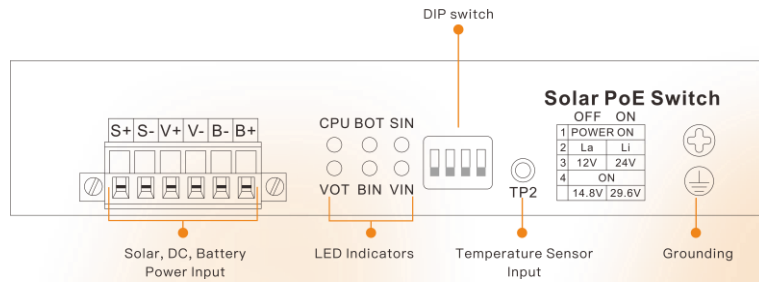 DIP switch
Solar PoE Switch
OFF ON
1 POWER ON
2 La Li
3 12V 24V
4 ON
14.8V 29.6V
S+ S- V+ V- B- B+
CPU BOT SIN
VOT BIN VIN
TP2
Solar, DC, Battery
Power Input
LED Indicators
Temperature Sensor
Input
Grounding